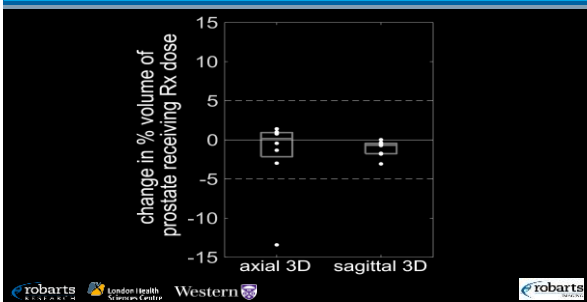 change in % volume of
prostate receiving Rx dose
15
10
5
0
-5
-10
-15
axial 3D
sagittal 3D
robarts
RESEARCH
London Health
Sciences Centre
Western
robarts